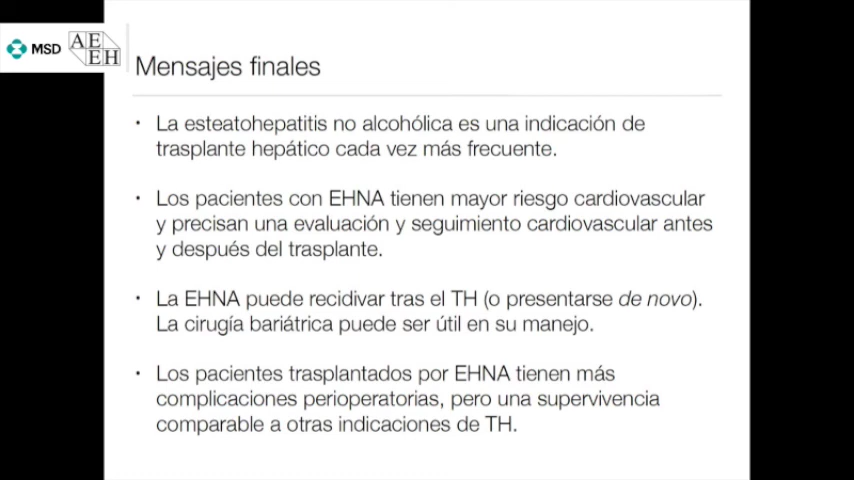 MSD
AE
EH
Mensajes finales
• La esteatohepatitis no alcohólica es una indicación de
trasplante hepático cada vez más frecuente.
• Los pacientes con EHNA tienen mayor riesgo cardiovascular
y precisan una evaluación y seguimiento cardiovascular antes
y después del trasplante.
• La EHNA puede recidivar tras el TH (o presentarse de novo).
La cirugía bariátrica puede ser útil en su manejo.
• Los pacientes trasplantados por EHNA tienen más
complicaciones perioperatorias, pero una supervivencia
comparable a otras indicaciones de TH.